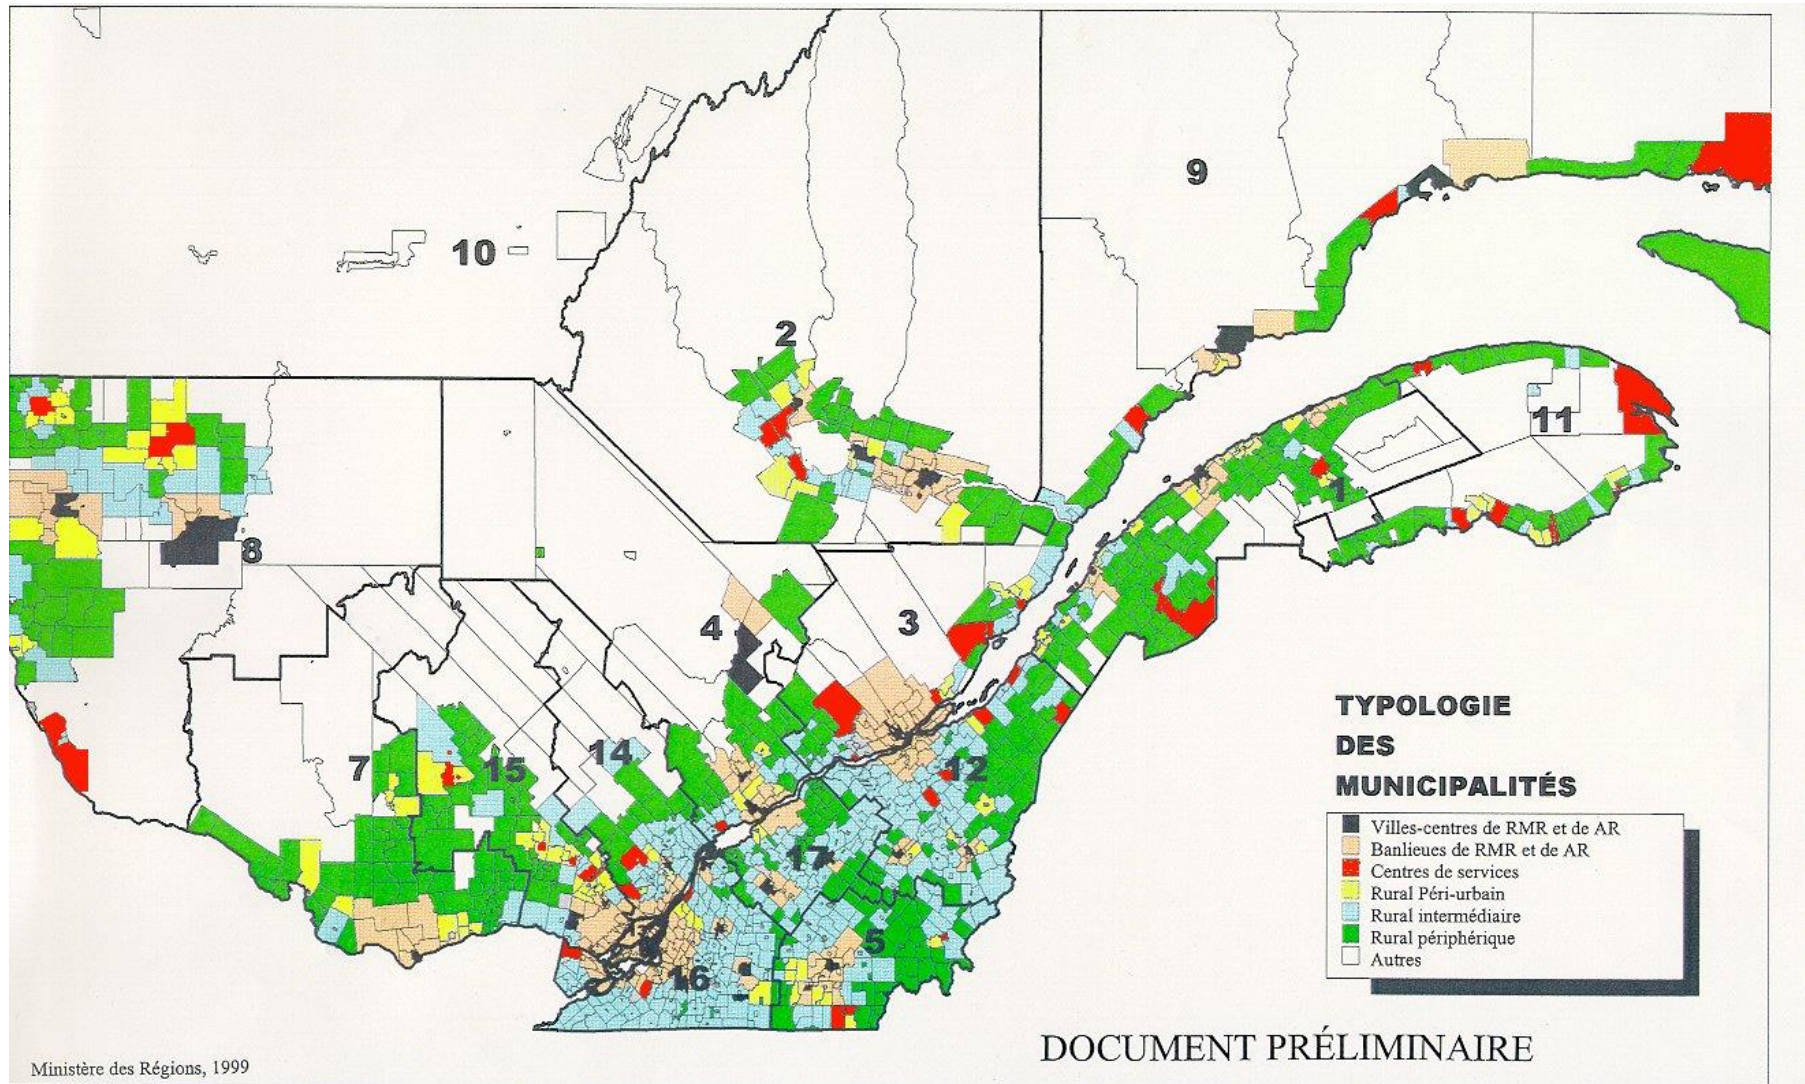 9
10
2
11
1
8
4
3
7
15
14
12
17
13
5
16
TYPOLOGIE
DES
MUNICIPALITÉS
Villes-centres de RMR et de AR
Banlieues de RMR et de AR
Centres de services
Rural Péri-urbain
Rural intermédiaire
Rural périphérique
Autres
DOCUMENT PRÉLIMINAIRE
Ministère des Régions, 1999